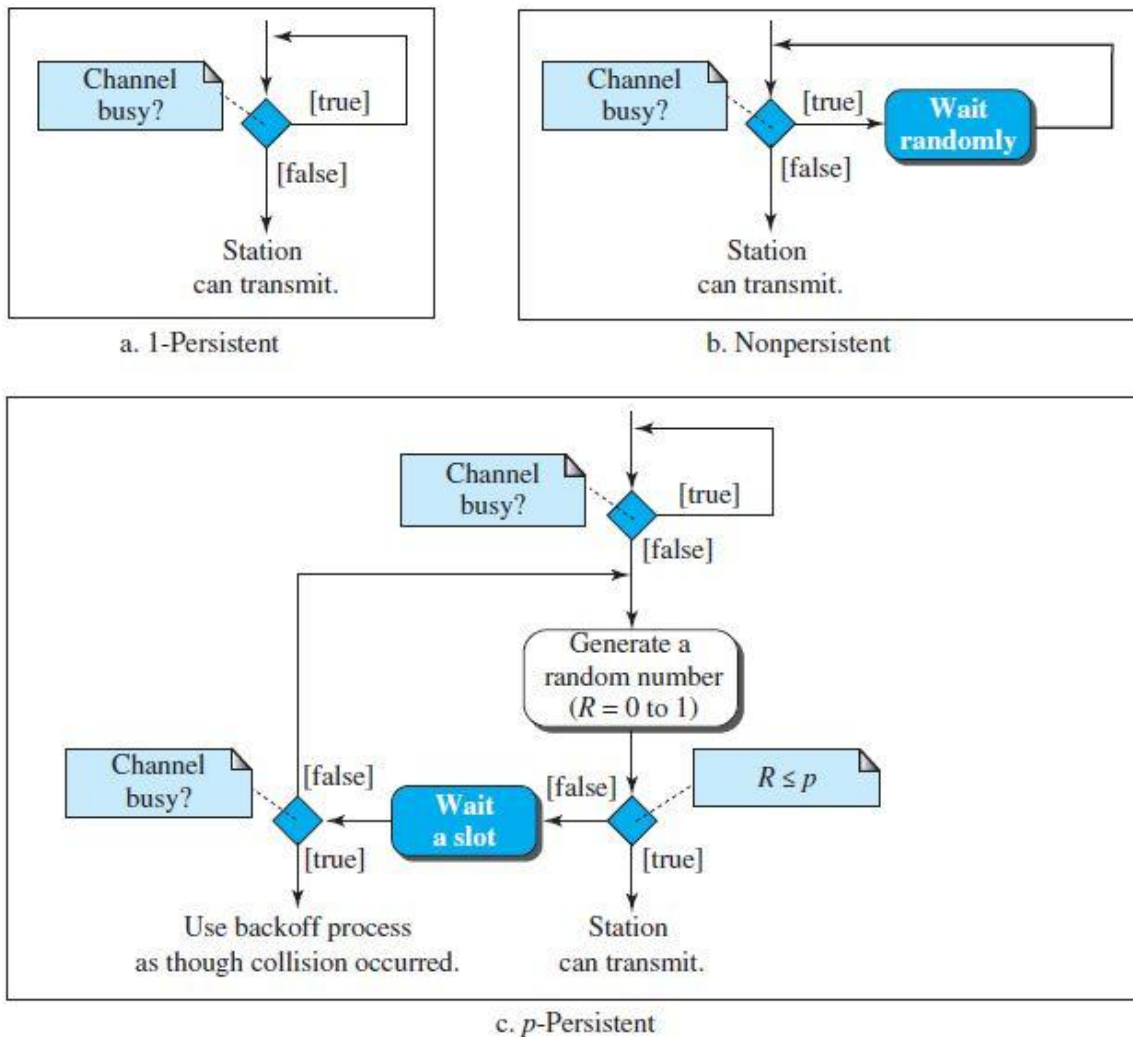 Channel
busy?
[true]
[false]
Station
can transmit.
a. 1-Persistent
Channel
busy?
[true]
Wait
randomly
[false]
Station
can transmit.
b. Nonpersistent
Channel
busy?
[true]
[false]
Generate a
random number
(R = 0 to 1)
Channel
busy?
[false]
Wait
a slot
[false]
R ≤ p
[true]
[true]
Use backoff process
as though collision occurred.
Station
can transmit.
c. p-Persistent